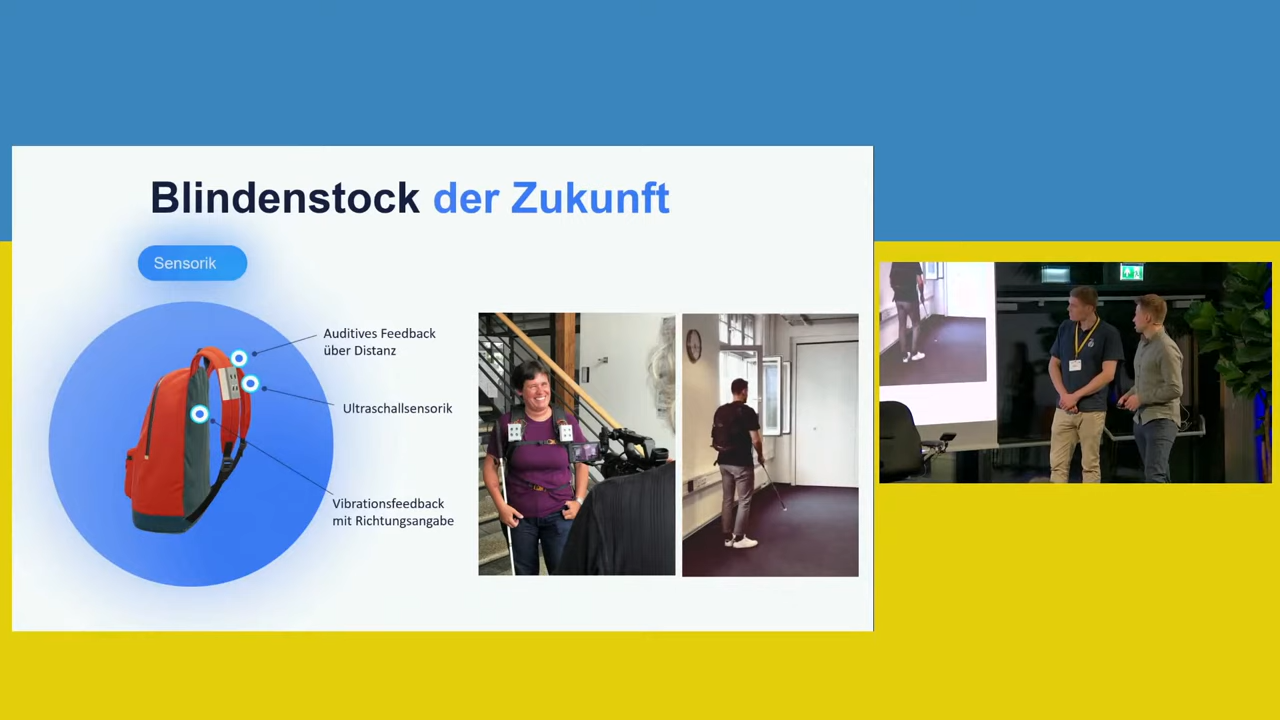 Blindenstock der Zukunft
Sensorik
Auditives Feedback
über Distanz
Ultraschallsensorik
Vibrationsfeedback
mit Richtungsangabe